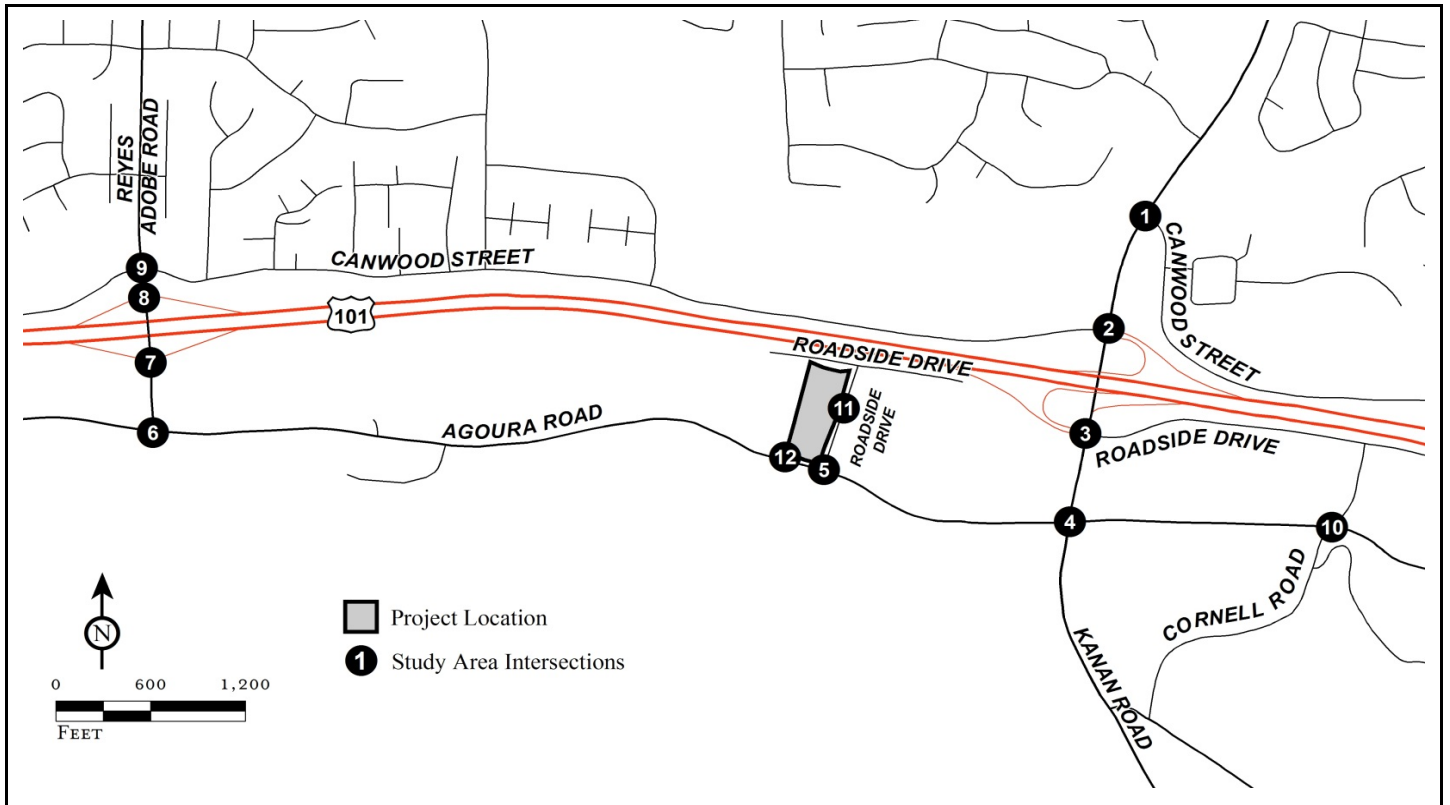 REYES
ADOBE ROAD
1
CANWOOD STREET
9
CANWOOD STREET
8
101
2
ROADSIDE DRIVE
7
11
ROADSIDE
DRIVE
3
ROADSIDE DRIVE
6
AGOURA ROAD
12
5
4
10
CORNELL ROAD
KANAN ROAD
N
Project Location
1 Study Area Intersections
0 600 1,200
FEET